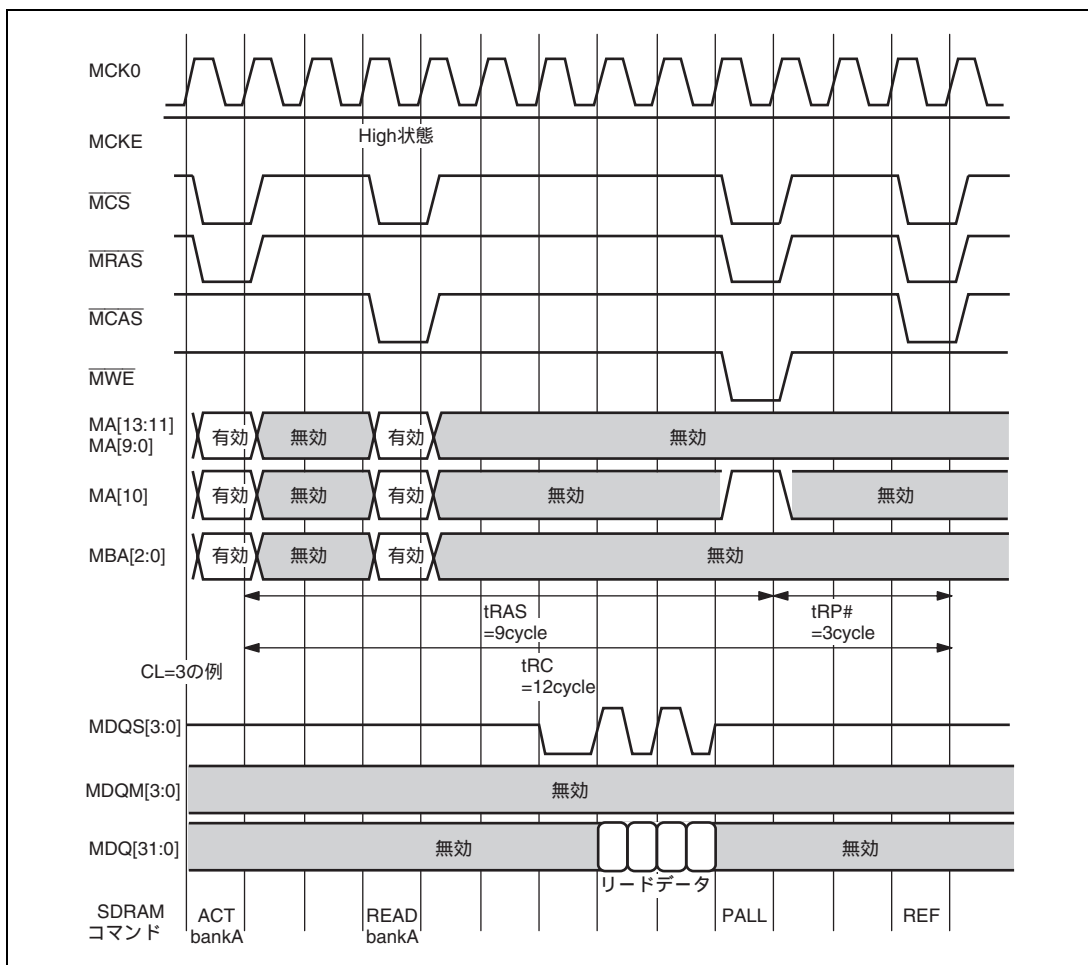 MCK0
MCKE
High状態
MCS
MRAS
MCAS
MWE
MA[13:11]
MA[9:0]
有効
無効
有効
無効
MA[10]
有効
無効
有効
無効
無効
MBA[2:0]
有効
無効
有効
無効
tRAS
=9cycle
tRP#
=3cycle
CL=3の例
tRC
=12cycle
MDQS[3:0]
MDQM[3:0]
無効
MDQ[31:0]
無効
無効
リードデータ
SDRAM
コマンド
ACT
bankA
READ
bankA
PALL
REF